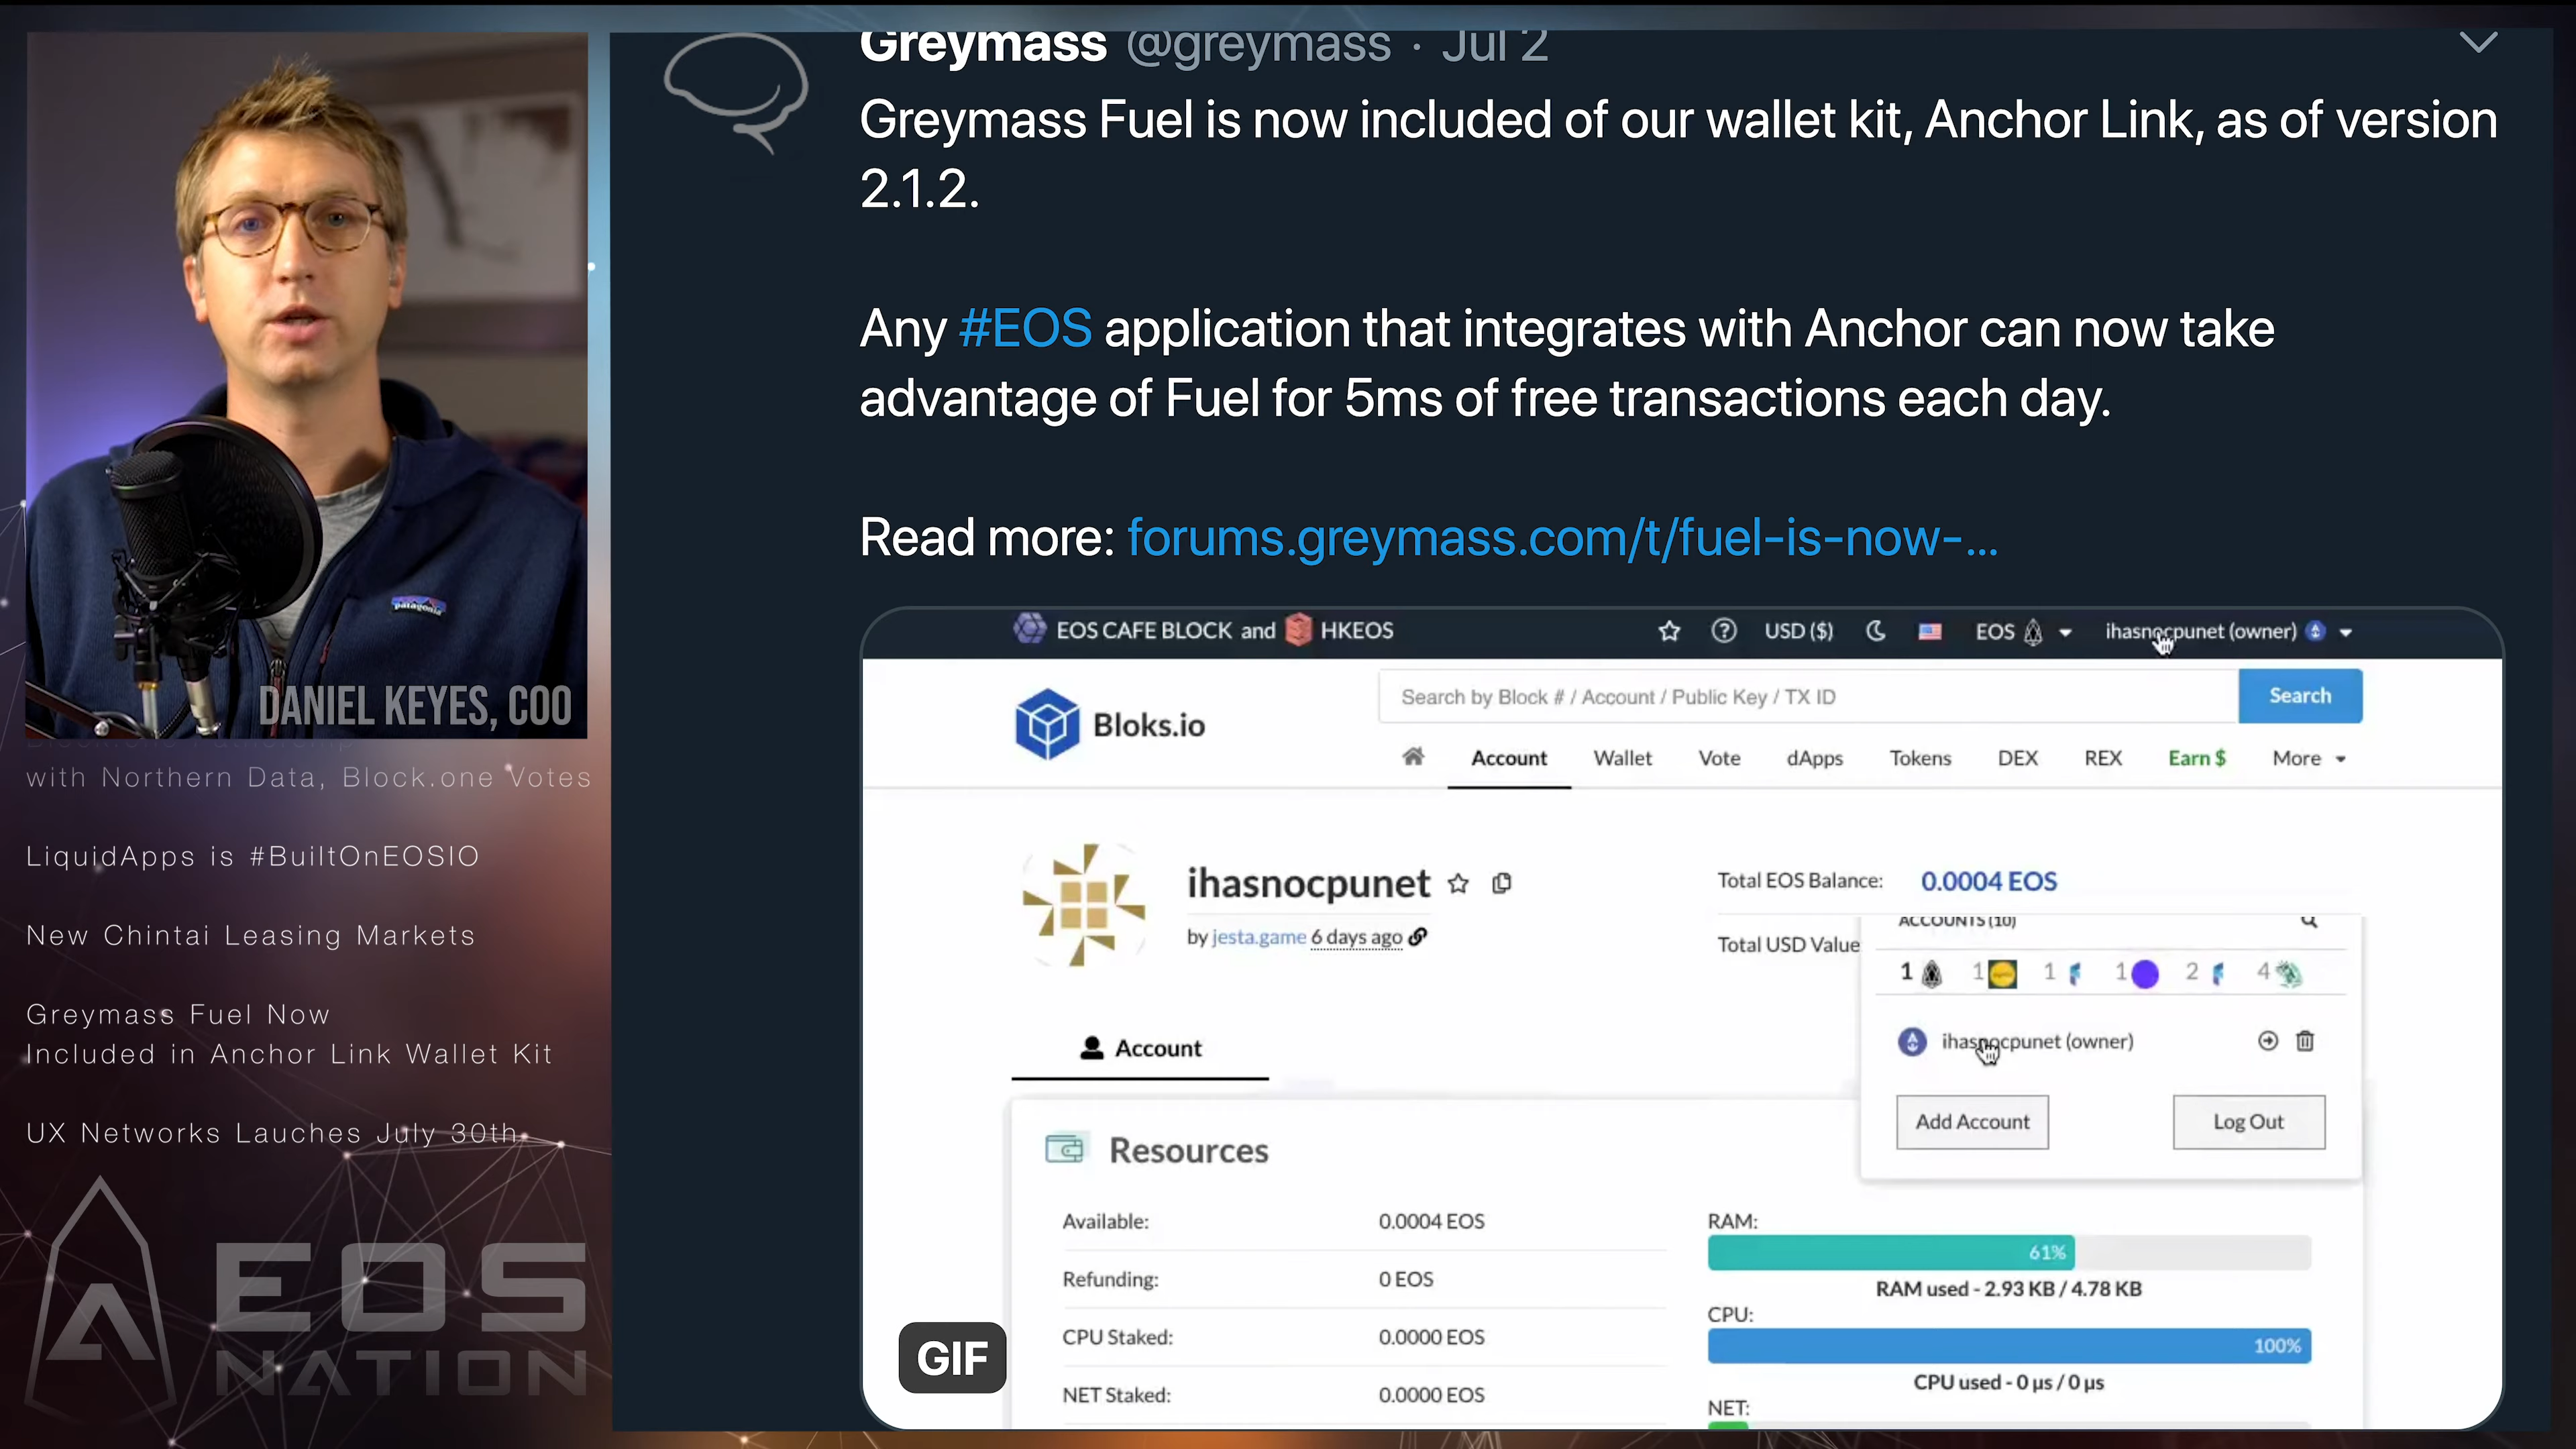 Greymass @greymass · Jul 2
Greymass Fuel is now included of our wallet kit, Anchor Link, as of version
2.1.2.
Any #EOS application that integrates with Anchor can now take
advantage of Fuel for 5ms of free transactions each day.
Read more: forums.greymass.com/t/fuel-is-now-...
patagonia
DANIEL KEYES, COO
with Northern Data, Block.one Votes
LiquidApps is #BuiltOnEOSIO
New Chintai Leasing Markets
Greymass Fuel Now
Included in Anchor Link Wallet Kit
UX Networks Lauches July 30th
EOS
NATION
EOS CAFE BLOCK and HKEOS
USD ($)
EOS
ihasnocpunet (owner)
Bloks.io
Search by Block # / Account / Public Key / TX ID
Search
Account Wallet Vote dApps Tokens DEX REX Earn $ More
ihasnocpunet
by jesta.game 6 days ago
Total EOS Balance: 0.0004 EOS
Total USD Value
ACCOUNTS (10)
1 1 1 1 2 4
ihasnocpunet (owner)
Add Account
Log Out
Account
Resources
Available: 0.0004 EOS
Refunding: 0 EOS
CPU Staked: 0.0000 EOS
NET Staked: 0.0000 EOS
RAM:
61%
RAM used - 2.93 KB / 4.78 KB
CPU:
100%
CPU used - 0 µs / 0 µs
NET:
GIF